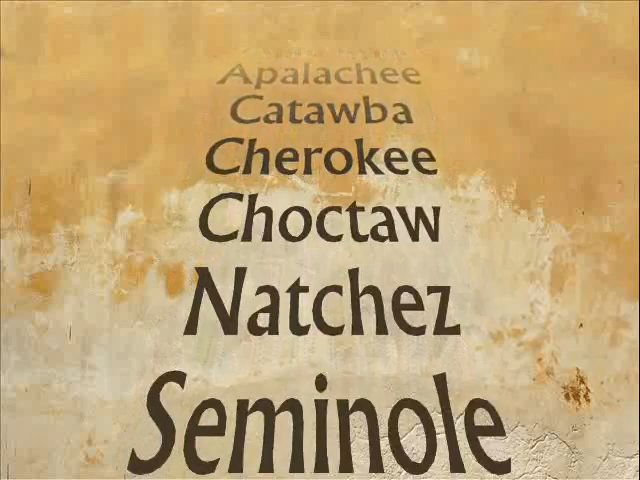 Apalachee
Catawba
Cherokee
Choctaw
Natchez
Seminole